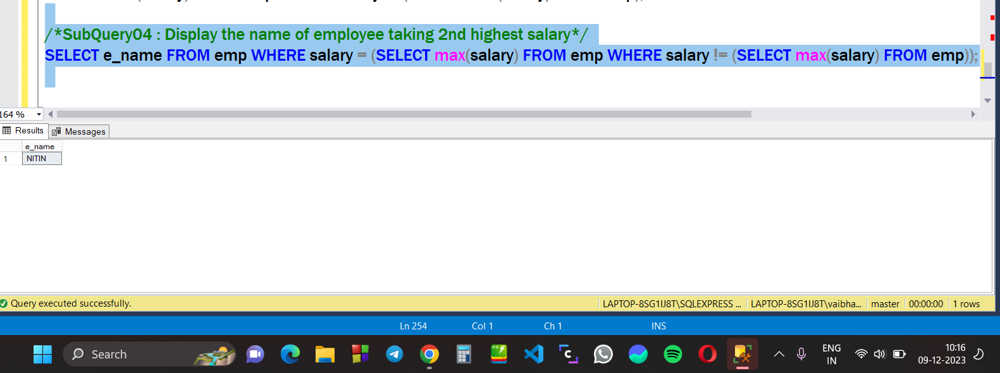 /*SubQuery04 : Display the name of employee taking 2nd highest salary*/
SELECT e_name FROM emp WHERE salary = (SELECT max(salary) FROM emp WHERE salary != (SELECT max(salary) FROM emp));
164 %
Results Messages
e_name
1 NITIN
Query executed successfully. LAPTOP-8SG1IJ8T\SQLEXPRESS ... LAPTOP-8SG1IJ8T\vaibha... master 00:00:00 1 rows
Ln 254 Col 1 Ch 1 INS
Search ENG 10:16
IN 09-12-2023